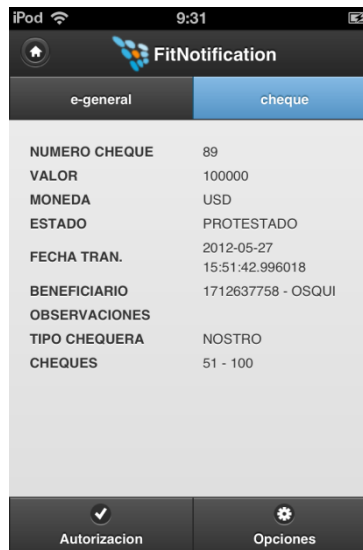 iPod 9:31
FitNotification
e-general cheque
NUMERO CHEQUE 89
VALOR 100000
MONEDA USD
ESTADO PROTESTADO
FECHA TRAN. 2012-05-27
15:51:42.996018
BENEFICIARIO 1712637758 - OSQUI
OBSERVACIONES
TIPO CHEQUERA NOSTRO
CHEQUES 51 - 100
Autorizacion Opciones